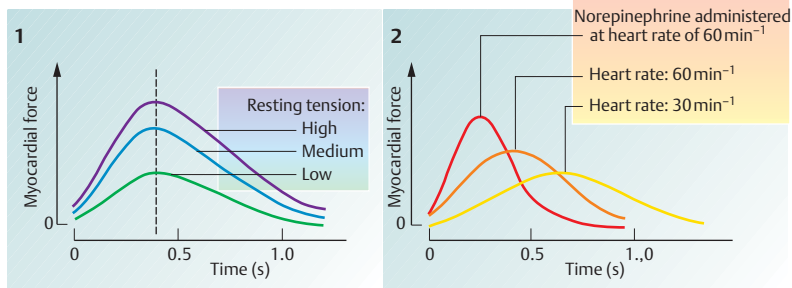 1
Myocardial force
0
Resting tension:
High
Medium
Low
0
0.5
1.0
Time (s)
2
Norepinephrine administered
at heart rate of 60 min⁻¹
Heart rate: 60 min⁻¹
Heart rate: 30 min⁻¹
Myocardial force
0
0
0.5
1.,0
Time (s)